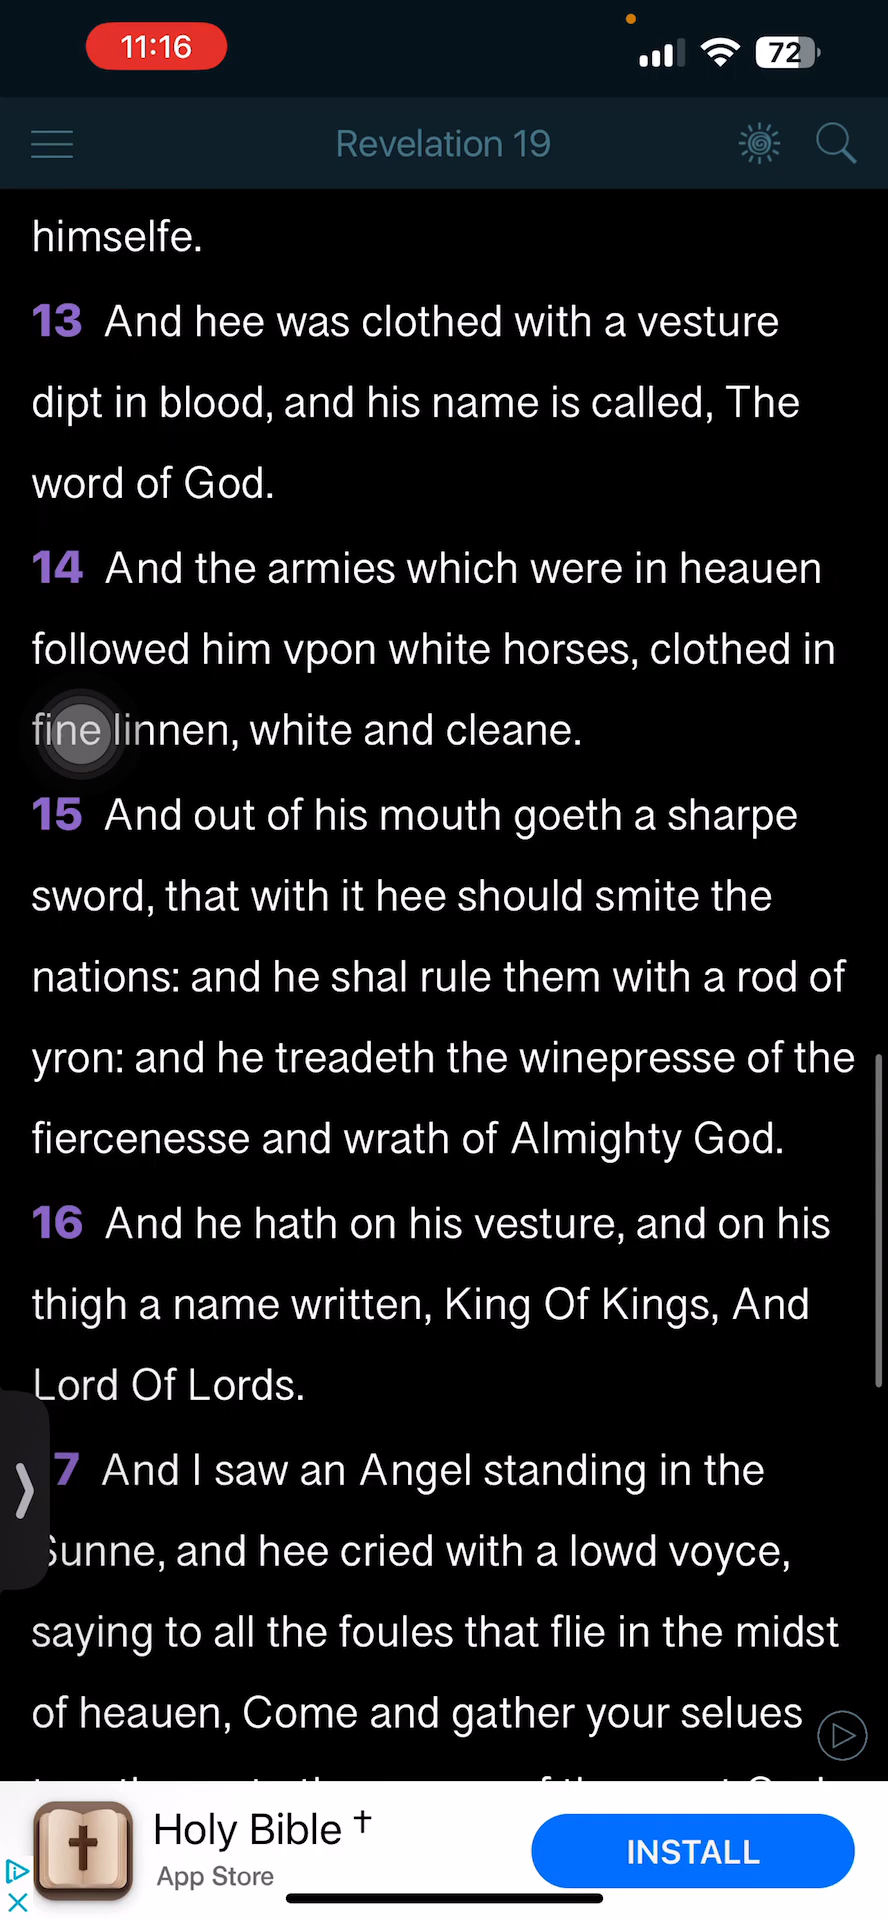 11:16
72
Revelation 19
himselfe.
13 And hee was clothed with a vesture
dipt in blood, and his name is called, The
word of God.
14 And the armies which were in heauen
followed him vpon white horses, clothed in
fine linnen, white and cleane.
15 And out of his mouth goeth a sharpe
sword, that with it hee should smite the
nations: and he shal rule them with a rod of
yron: and he treadeth the winepresse of the
fiercenesse and wrath of Almighty God.
16 And he hath on his vesture, and on his
thigh a name written, King Of Kings, And
Lord Of Lords.
7 And I saw an Angel standing in the
Sunne, and hee cried with a lowd voyce,
saying to all the foules that flie in the midst
of heauen, Come and gather your selues
Holy Bible †
App Store
INSTALL